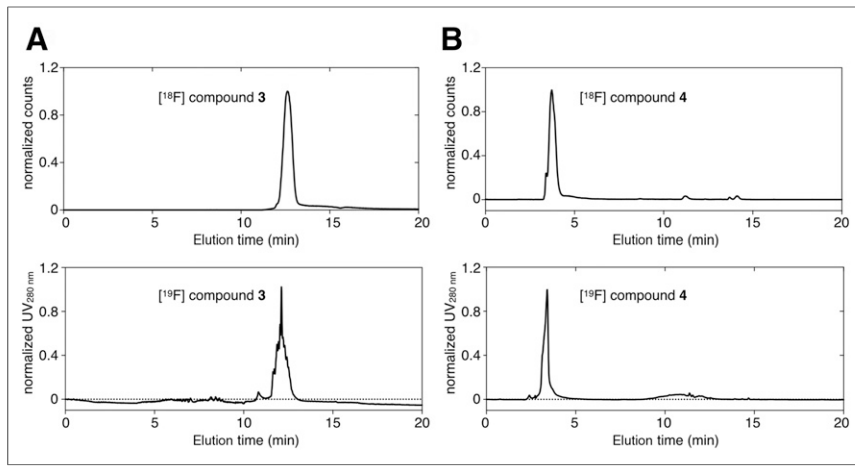 A
1.2
0.8
0.4
0
normalized counts
[¹⁸F] compound 3
0 5 10 15 20
Elution time (min)
B
1.2
0.8
0.4
0
normalized counts
[¹⁸F] compound 4
0 5 10 15 20
Elution time (min)
1.2
0.8
0.4
0
normalized UV₂₈₀ ₙₘ
[¹⁹F] compound 3
0 5 10 15 20
Elution time (min)
1.2
0.8
0.4
0
normalized UV₂₈₀ ₙₘ
[¹⁹F] compound 4
0 5 10 15 20
Elution time (min)